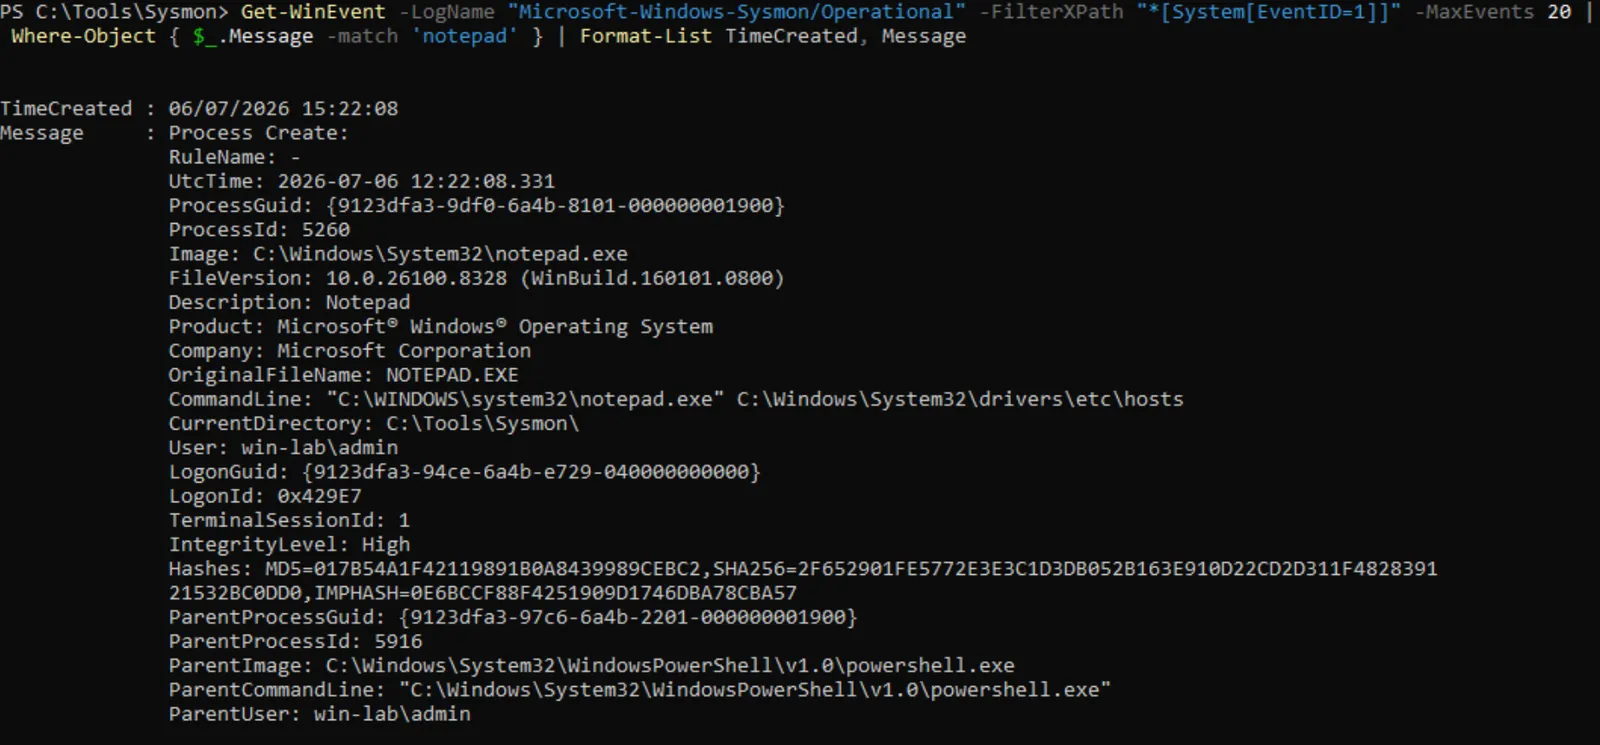 PS C:\Tools\Sysmon> Get-WinEvent -LogName "Microsoft-Windows-Sysmon/Operational" -FilterXPath "*[System[EventID=1]]" -MaxEvents 20 |
Where-Object { $_.Message -match 'notepad' } | Format-List TimeCreated, Message
TimeCreated : 06/07/2026 15:22:08
Message : Process Create:
RuleName: -
UtcTime: 2026-07-06 12:22:08.331
ProcessGuid: {9123dfa3-9df0-6a4b-8101-000000001900}
ProcessId: 5260
Image: C:\Windows\System32\notepad.exe
FileVersion: 10.0.26100.8328 (WinBuild.160101.0800)
Description: Notepad
Product: Microsoft® Windows® Operating System
Company: Microsoft Corporation
OriginalFileName: NOTEPAD.EXE
CommandLine: "C:\WINDOWS\system32\notepad.exe" C:\Windows\System32\drivers\etc\hosts
CurrentDirectory: C:\Tools\Sysmon\
User: win-lab\admin
LogonGuid: {9123dfa3-94ce-6a4b-e729-040000000000}
LogonId: 0x429E7
TerminalSessionId: 1
IntegrityLevel: High
Hashes: MD5=017B54A1F42119891B0A8439989CEBC2,SHA256=2F652901FE5772E3E3C1D3DB052B163E910D22CD2D311F4828391
21532BC0DD0,IMPHASH=0E6BCCF88F4251909D1746DBA78CBA57
ParentProcessGuid: {9123dfa3-97c6-6a4b-2201-000000001900}
ParentProcessId: 5916
ParentImage: C:\Windows\System32\WindowsPowerShell\v1.0\powershell.exe
ParentCommandLine: "C:\Windows\System32\WindowsPowerShell\v1.0\powershell.exe"
ParentUser: win-lab\admin